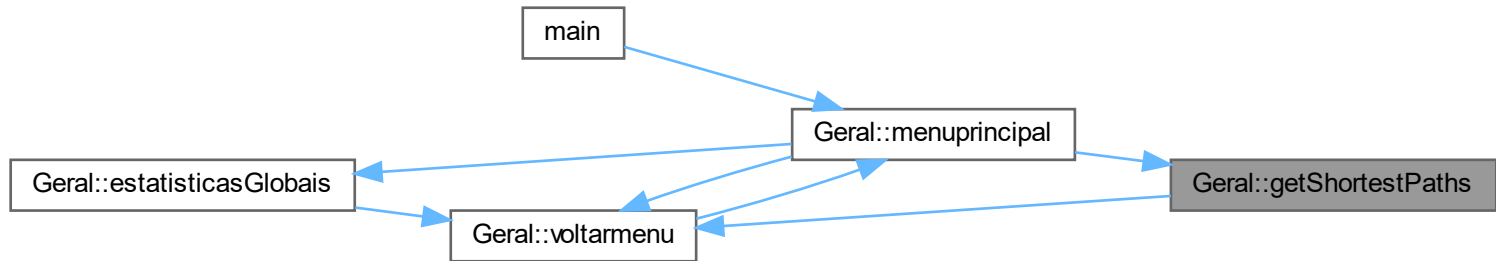 main
Geral::menuprincipal
Geral::estatisticasGlobais
Geral::getShortestPaths
Geral::voltarmenu